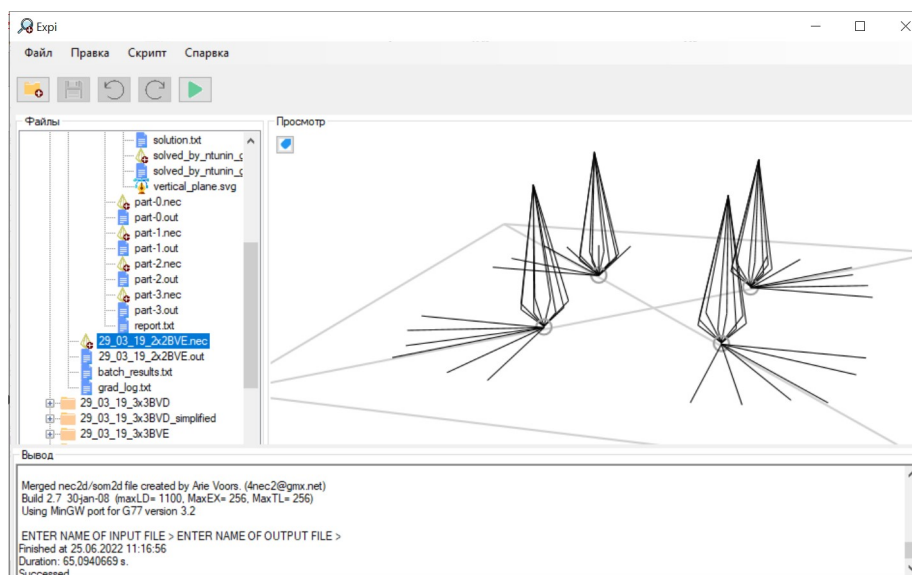 Expi
Файл Правка Скрипт Спарвка
Файлы
Просмотр
solution.txt
solved_by_ntunin_g
solved_by_ntunin_g
vertical_plane.svg
part-0.nec
part-0.out
part-1.nec
part-1.out
part-2.nec
part-2.out
part-3.nec
part-3.out
report.txt
29_03_19_2x2BVE.nec
29_03_19_2x2BVE.out
batch_results.txt
grad_log.txt
29_03_19_3x3BVD
29_03_19_3x3BVD_simplified
29_03_19_3x3BVE
Вывод
Merged nec2d/som2d file created by Arie Voors. (4nec2@gmx.net)
Build 2.7 30-jan-08 (maxLD= 1100, MaxEX= 256, MaxTL= 256)
Using MinGW port for G77 version 3.2
ENTER NAME OF INPUT FILE > ENTER NAME OF OUTPUT FILE >
Finished at 25.06.2022 11:16:56
Duration: 65,0940669 s.
Successed